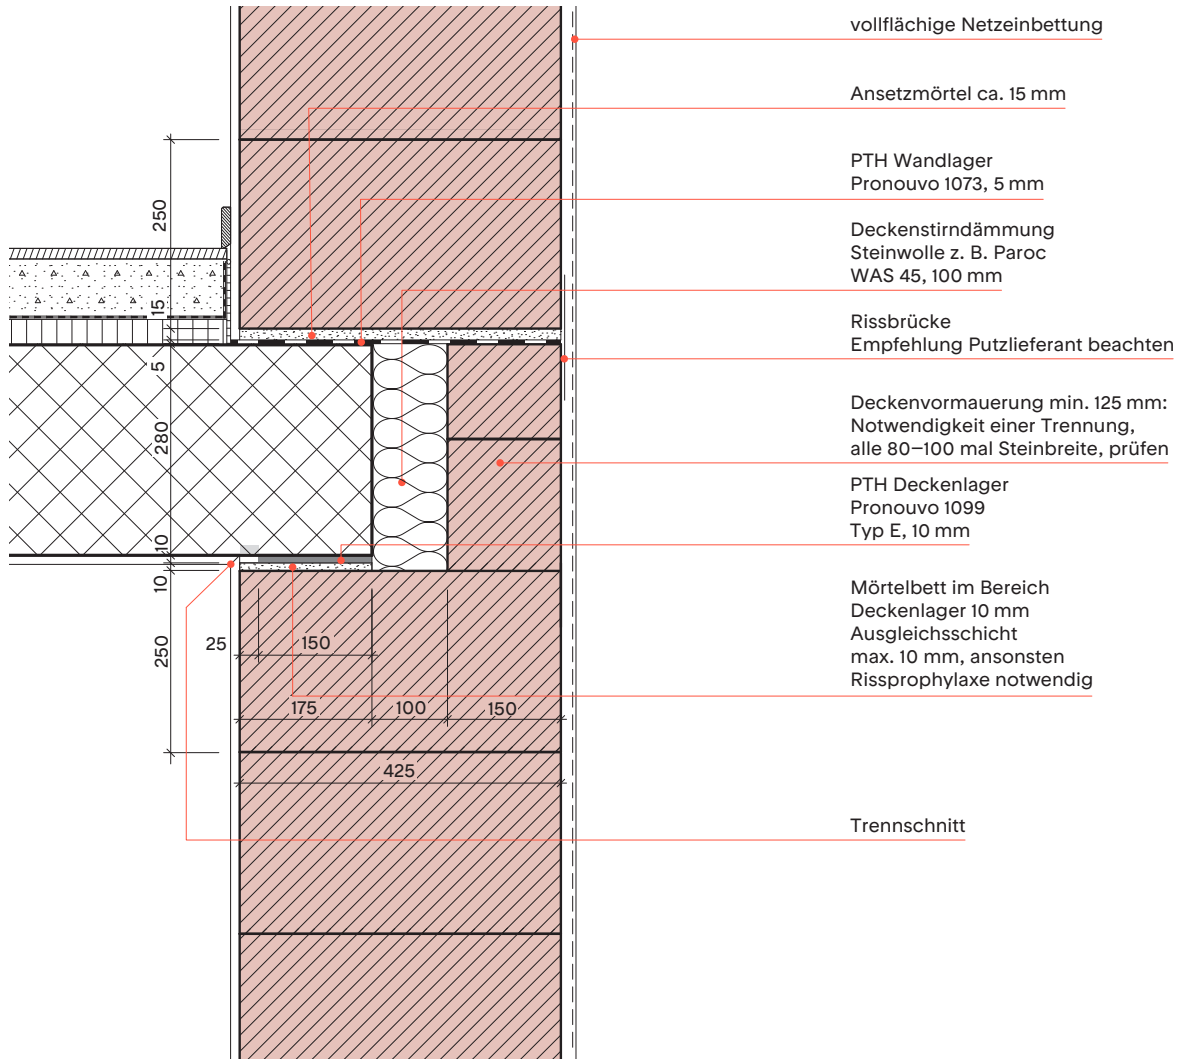 vollflächige Netzeinbettung
Ansetzmörtel ca. 15 mm
PTH Wandlager
Pronouvo 1073, 5 mm
Deckenstirndämmung
Steinwolle z. B. Paroc
WAS 45, 100 mm
Rissbrücke
Empfehlung Putzlieferant beachten
Deckenvormauerung min. 125 mm:
Notwendigkeit einer Trennung,
alle 80–100 mal Steinbreite, prüfen
PTH Deckenlager
Pronouvo 1099
Typ E, 10 mm
Mörtelbett im Bereich
Deckenlager 10 mm
Ausgleichsschicht
max. 10 mm, ansonsten
Rissprophylaxe notwendig
Trennschnitt
250
15
5
280
10
10
250
25
150
175
100
150
425